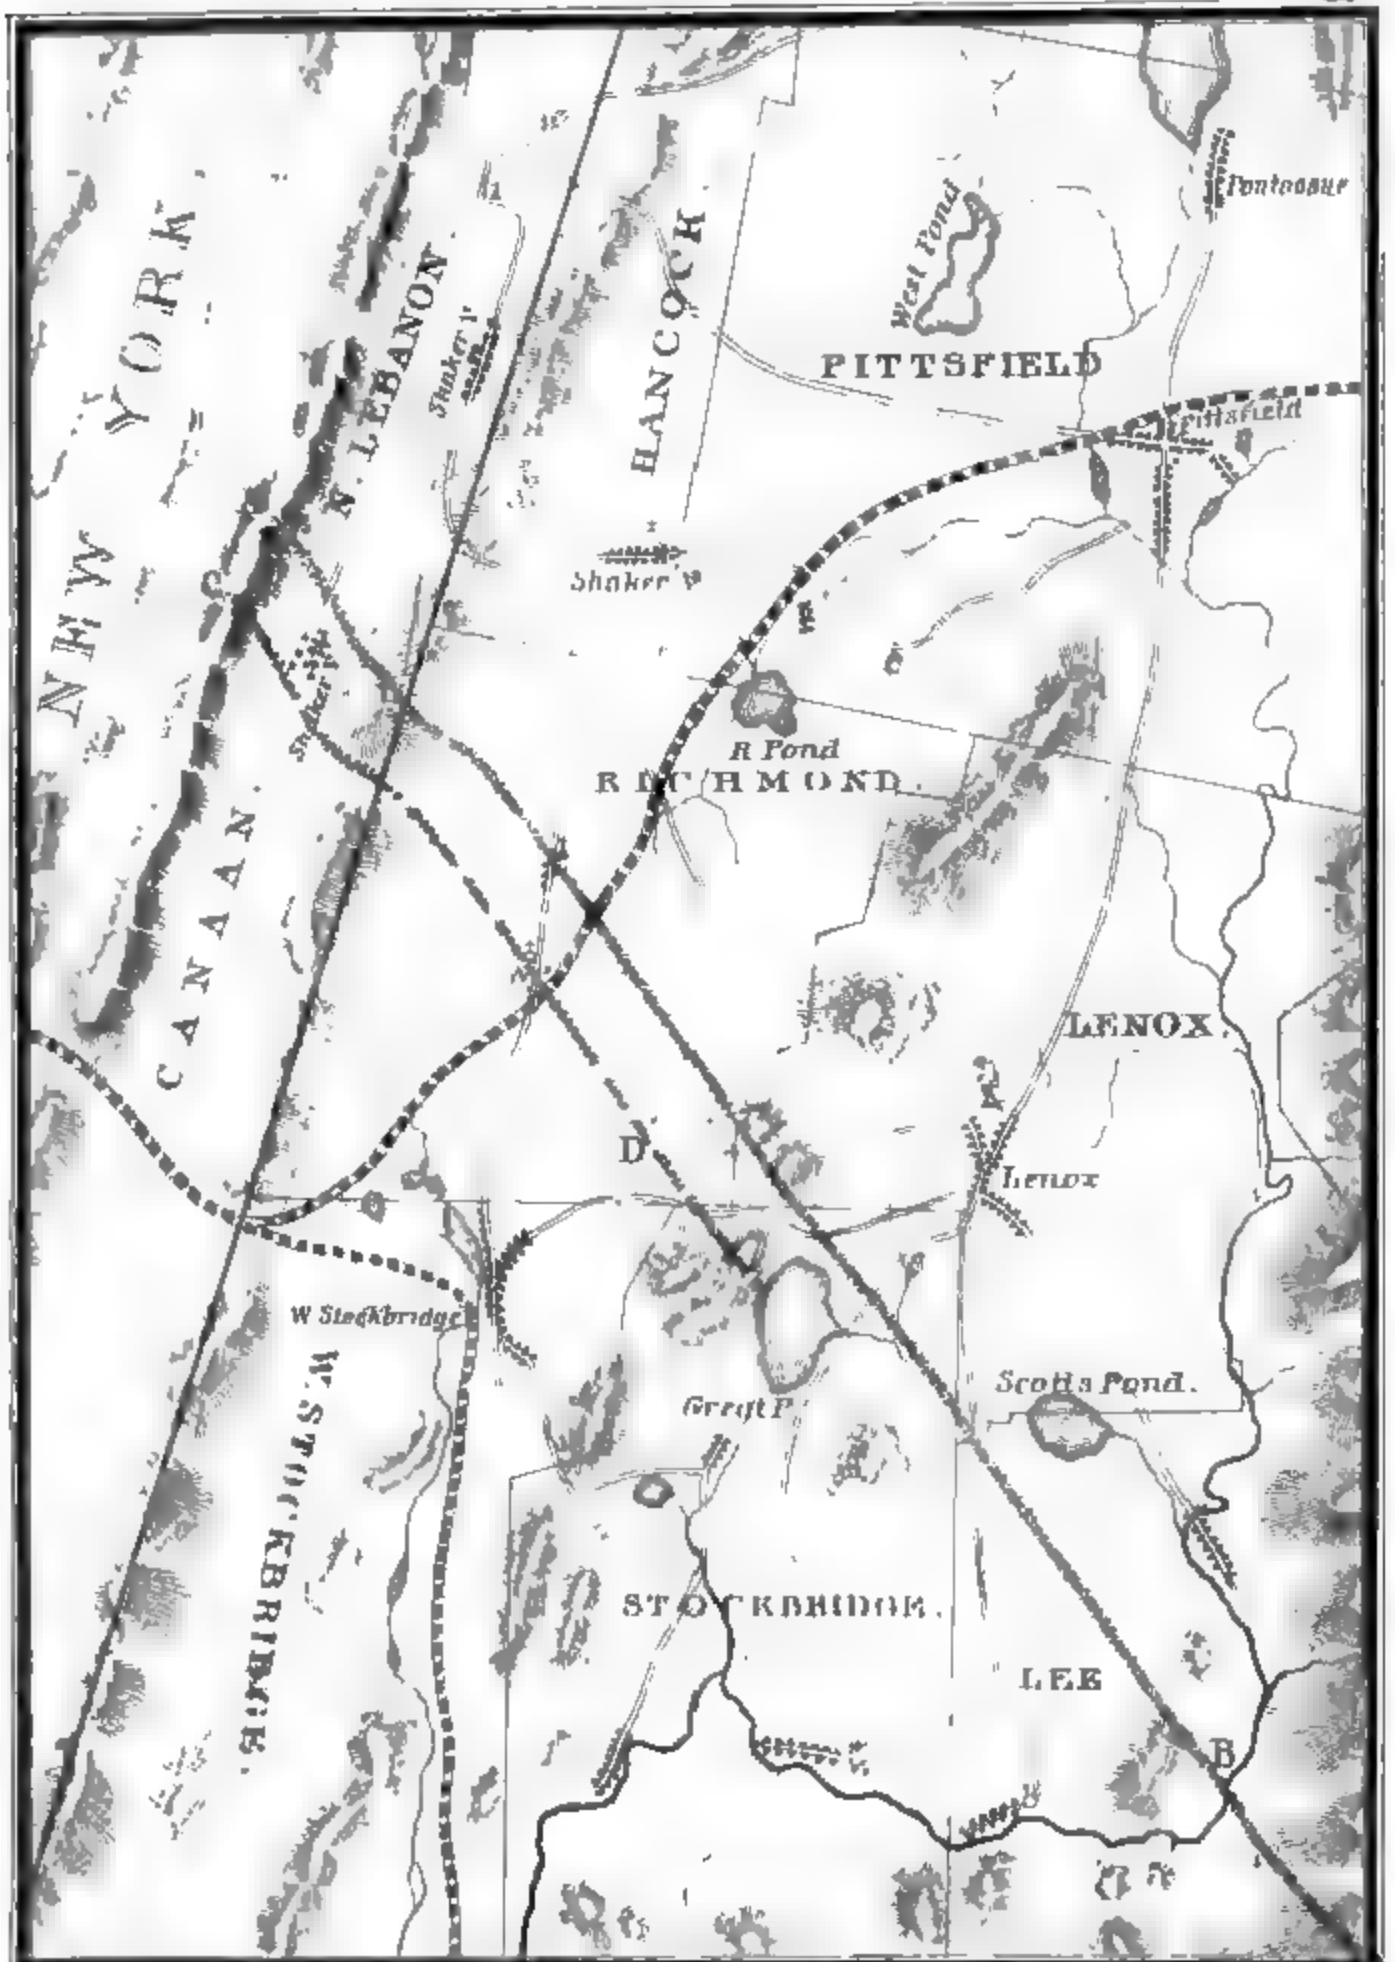 Pontoosuc
West Pond
NEW YORK
N. LEBANON.
Shaker V
HANCOCK
PITTSFIELD
Pittsfield
Shaker V
Shaker
R Pond
RICHMOND.
CANAAN.
LENOX.
D
Lenox
W Stockbridge
Scotts Pond.
Great P
W. STOCKBRIDGE.
STOCKBRIDGE.
LEE
B